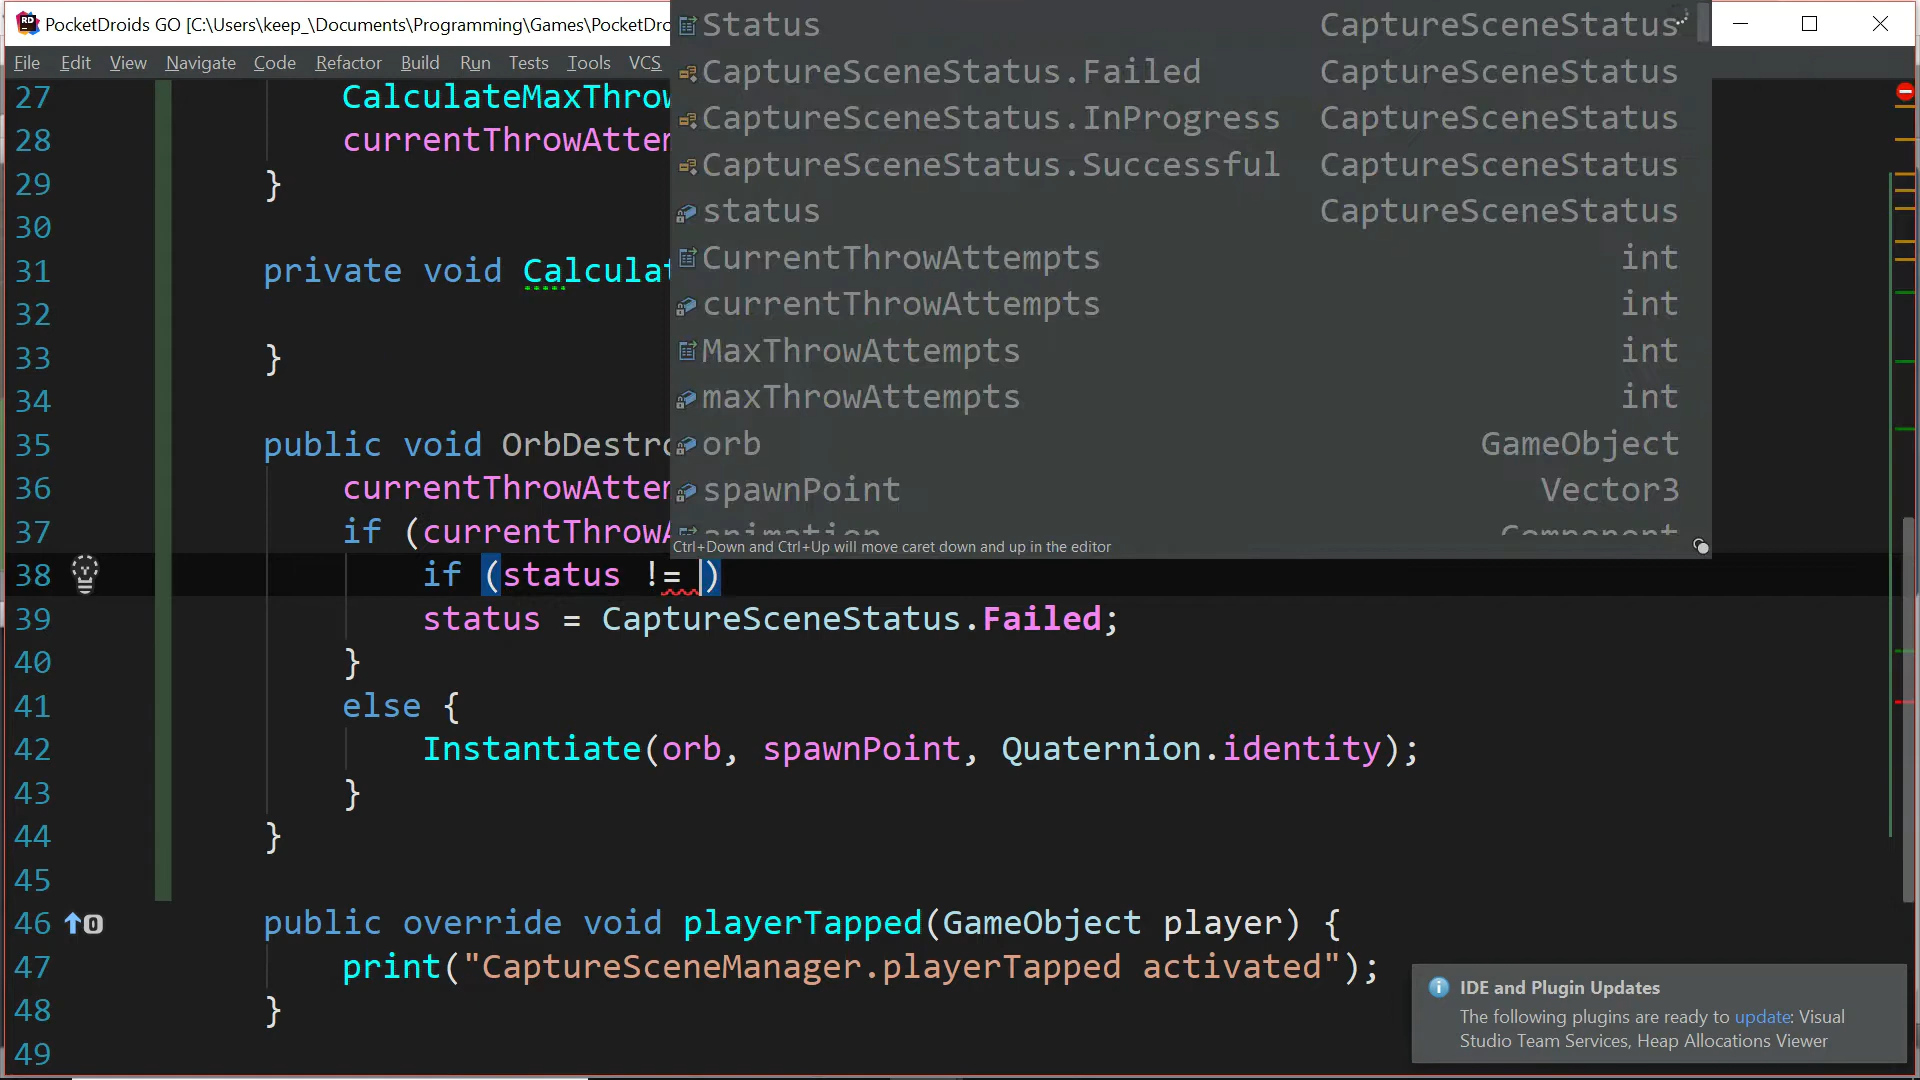 PocketDroids GO [C:\Users\keep_\Documents\Programming\Games\PocketDro
File Edit View Navigate Code Refactor Build Run Tests Tools VCS
Status CaptureSceneStatus
CaptureSceneStatus.Failed CaptureSceneStatus
CaptureSceneStatus.InProgress CaptureSceneStatus
CaptureSceneStatus.Successful CaptureSceneStatus
status CaptureSceneStatus
CurrentThrowAttempts int
currentThrowAttempts int
MaxThrowAttempts int
maxThrowAttempts int
orb GameObject
spawnPoint Vector3
animation Component
Ctrl+Down and Ctrl+Up will move caret down and up in the editor
27 CalculateMaxThrow
28 currentThrowAttem
29 }
30
31 private void Calculat
32
33 }
34
35 public void OrbDestro
36 currentThrowAttem
37 if (currentThrowA
38 if (status != )
39 status = CaptureSceneStatus.Failed;
40 }
41 else {
42 Instantiate(orb, spawnPoint, Quaternion.identity);
43 }
44 }
45
46 public override void playerTapped(GameObject player) {
47 print("CaptureSceneManager.playerTapped activated");
48 }
49
IDE and Plugin Updates
The following plugins are ready to update: Visual
Studio Team Services, Heap Allocations Viewer